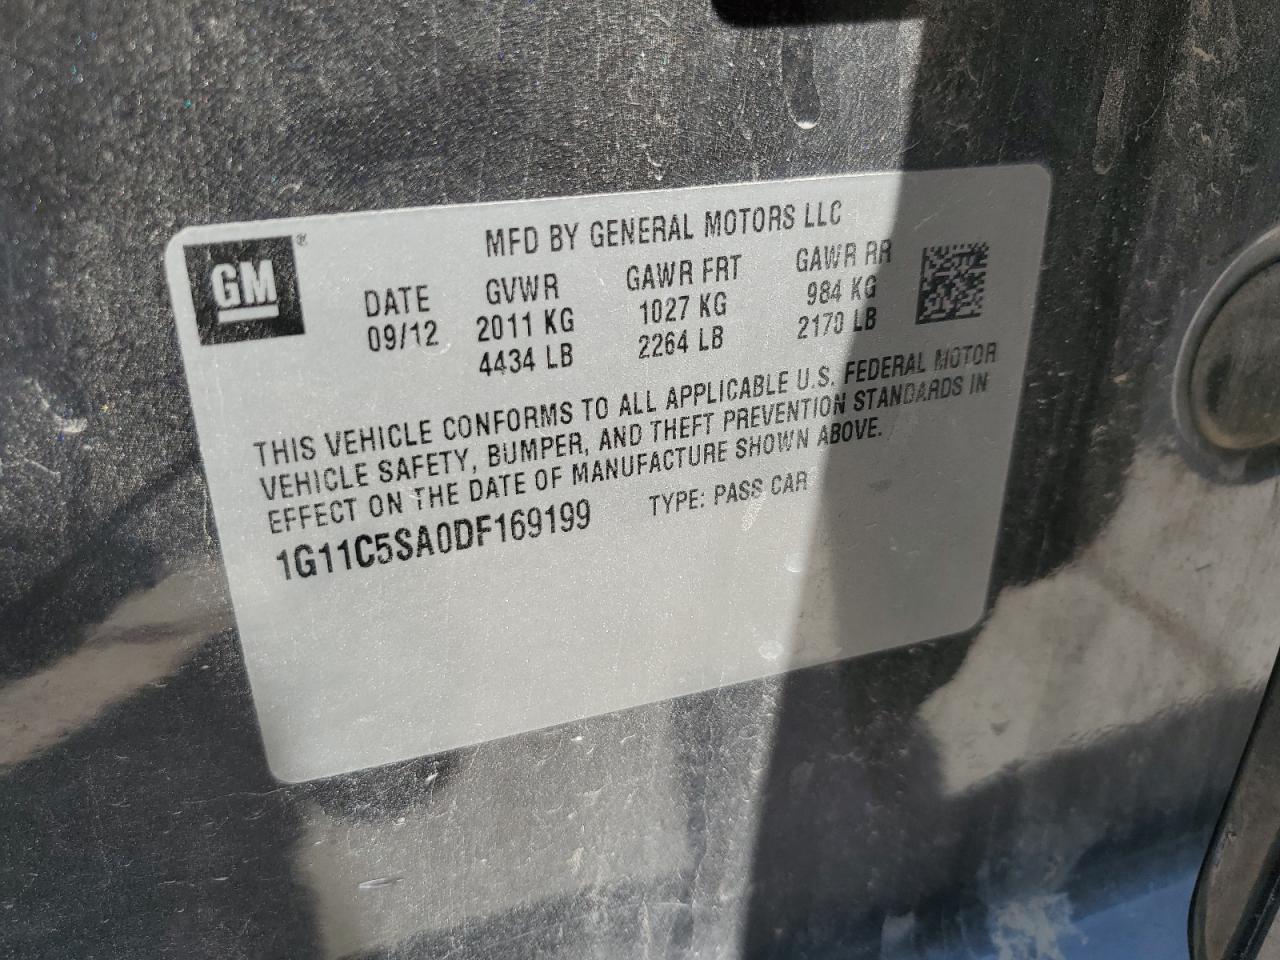 GM ®
MFD BY GENERAL MOTORS LLC
DATE GVWR GAWR FRT GAWR RR
09/12 2011 KG 1027 KG 984 KG
4434 LB 2264 LB 2170 LB
THIS VEHICLE CONFORMS TO ALL APPLICABLE U.S. FEDERAL MOTOR
VEHICLE SAFETY, BUMPER, AND THEFT PREVENTION STANDARDS IN
EFFECT ON THE DATE OF MANUFACTURE SHOWN ABOVE.
1G11C5SA0DF169199 TYPE: PASS CAR